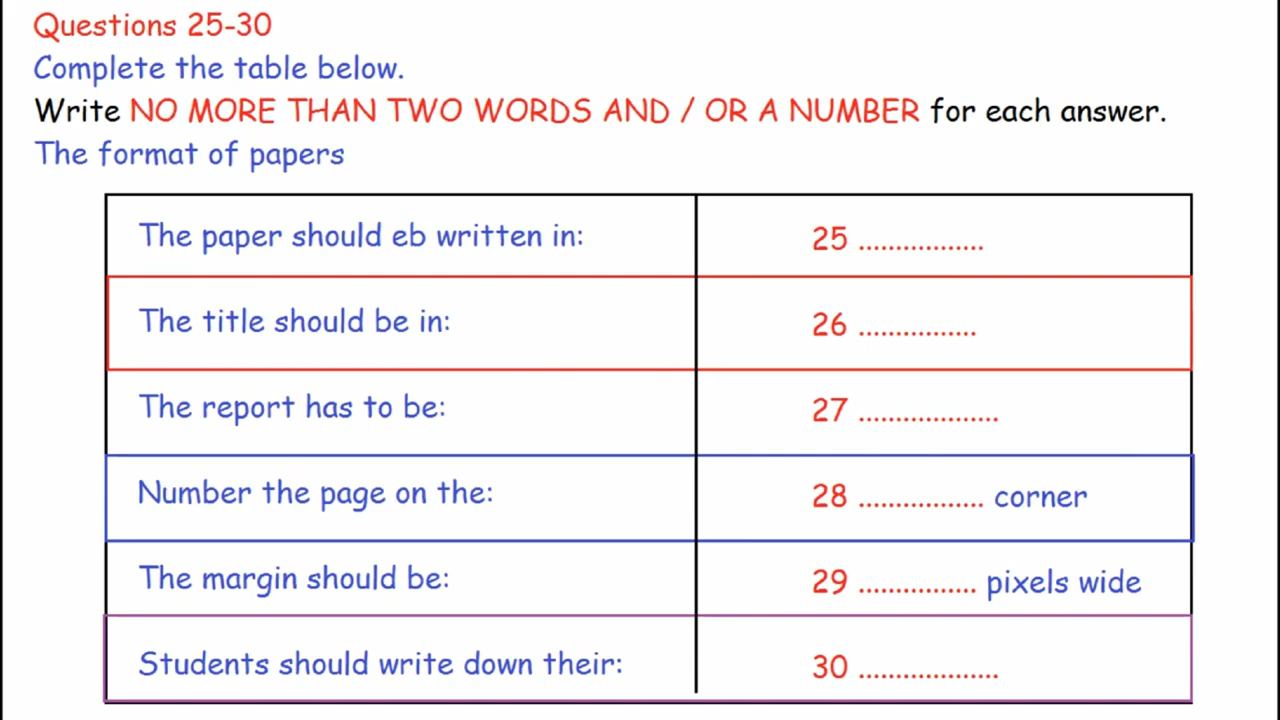 Questions 25-30
Complete the table below.
Write NO MORE THAN TWO WORDS AND / OR A NUMBER for each answer.
The format of papers
The paper should eb written in: 25 .................
The title should be in: 26 ................
The report has to be: 27 ...................
Number the page on the: 28 ................. corner
The margin should be: 29 ................ pixels wide
Students should write down their: 30 ...................